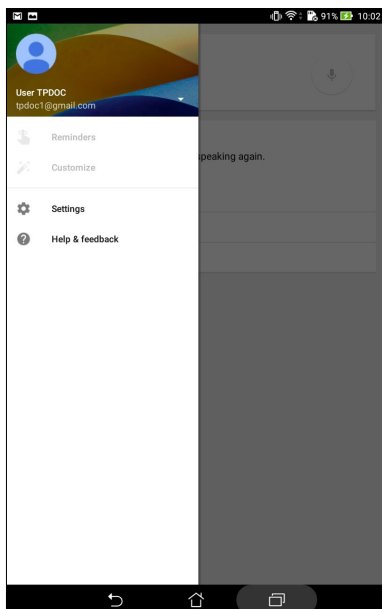 91% 10:02
User TPDOC
tpdoc1@gmail.com
Reminders
Customize
speaking again.
Settings
Help & feedback